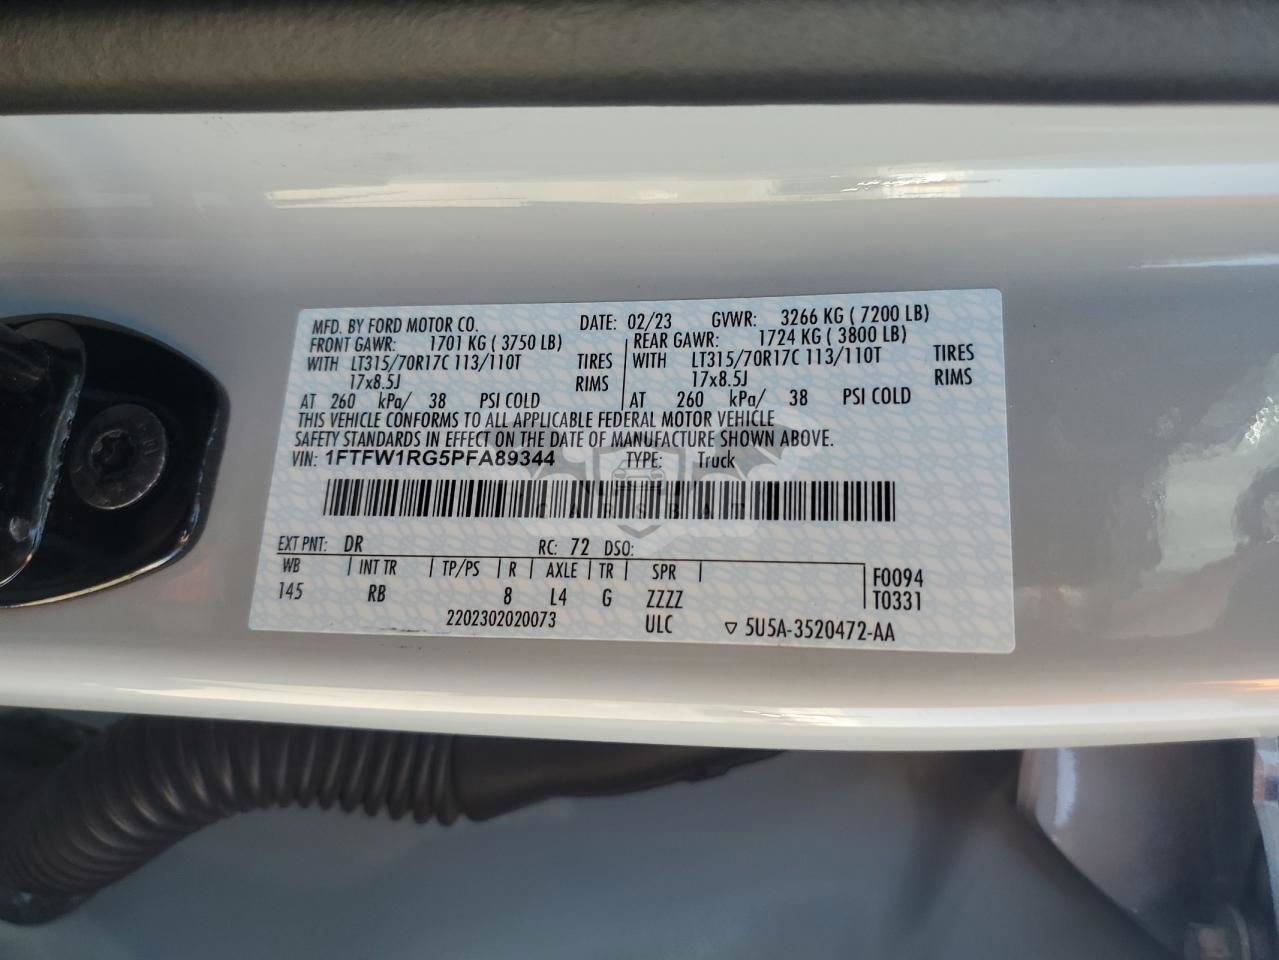 MFD. BY FORD MOTOR CO. DATE: 02/23 GVWR: 3266 KG ( 7200 LB)
FRONT GAWR: 1701 KG ( 3750 LB) REAR GAWR: 1724 KG ( 3800 LB)
WITH LT315/70R17C 113/110T TIRES WITH LT315/70R17C 113/110T TIRES
17x8.5J RIMS 17x8.5J RIMS
AT 260 kPa/ 38 PSI COLD AT 260 kPa/ 38 PSI COLD
THIS VEHICLE CONFORMS TO ALL APPLICABLE FEDERAL MOTOR VEHICLE
SAFETY STANDARDS IN EFFECT ON THE DATE OF MANUFACTURE SHOWN ABOVE.
VIN: 1FTFW1RG5PFA89344 TYPE: Truck
CARSBAT
EXT PNT: DR RC: 72 DSO:
WB INT TR TP/PS R AXLE TR SPR F0094
145 RB 8 L4 G ZZZZ T0331
2202302020073 ULC ▽ 5U5A-3520472-AA